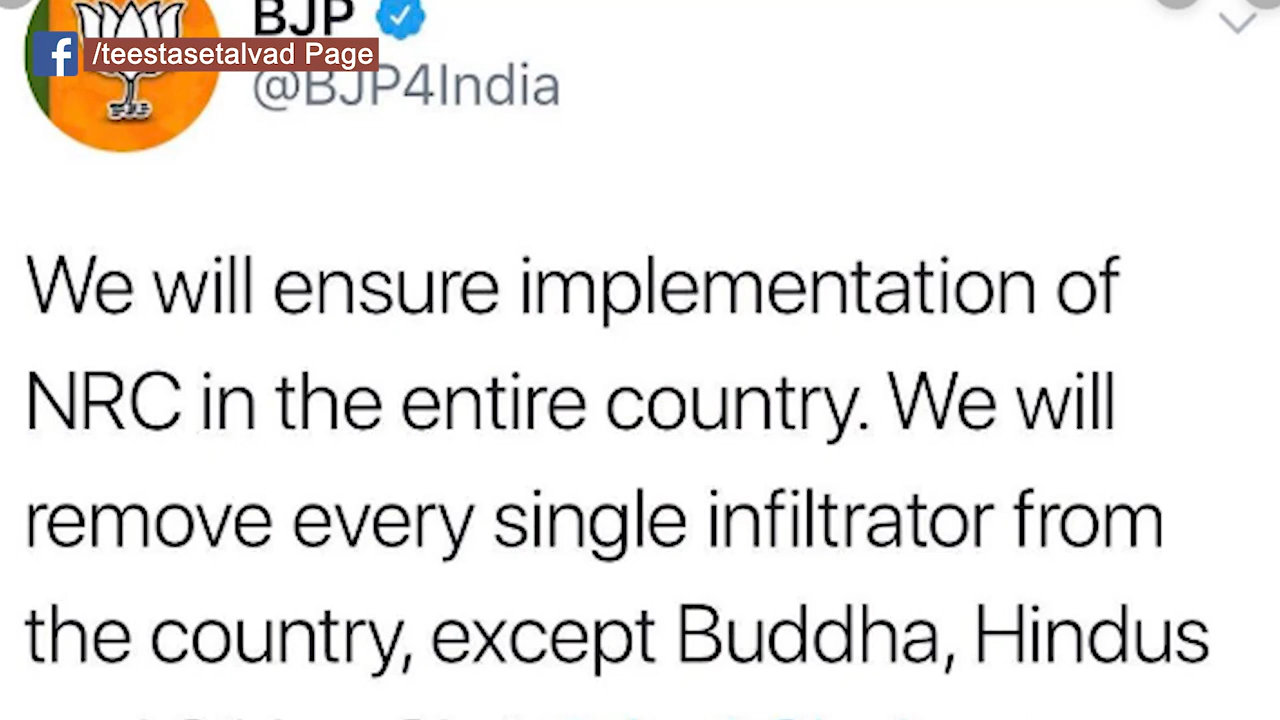 BJP
/teestasetalvad Page
@BJP4India
We will ensure implementation of
NRC in the entire country. We will
remove every single infiltrator from
the country, except Buddha, Hindus